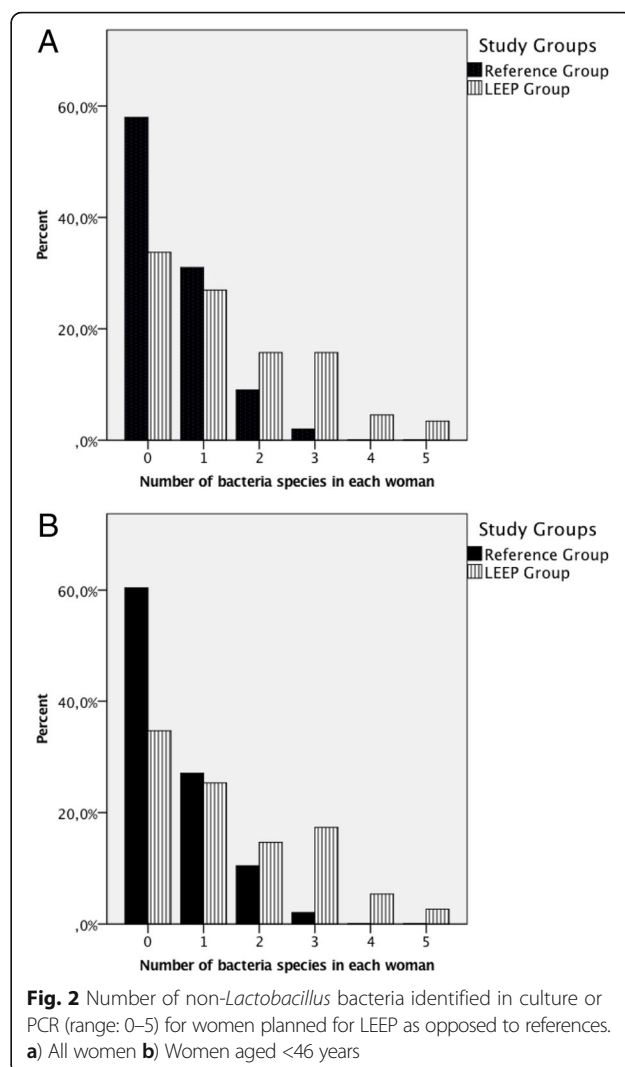 A
Study Groups
Reference Group
LEEP Group
Percent
60,0%
40,0%
20,0%
,0%
0 1 2 3 4 5
Number of bacteria species in each woman
B
Study Groups
Reference Group
LEEP Group
Percent
60,0%
40,0%
20,0%
,0%
0 1 2 3 4 5
Number of bacteria species in each woman
Fig. 2 Number of non-Lactobacillus bacteria identified in culture or
PCR (range: 0–5) for women planned for LEEP as opposed to references.
a) All women b) Women aged <46 years